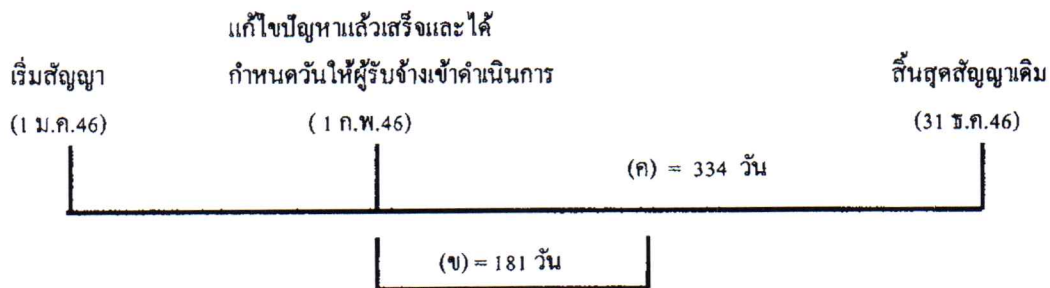 แก้ไขปัญหาแล้วเสร็จและได้
เริ่มสัญญา กำหนดวันให้ผู้รับจ้างเข้าดำเนินการ สิ้นสุดสัญญาเดิม
(1 ม.ค.46) ( 1 ก.พ.46) (31 ธ.ค.46)
(ค) = 334 วัน
(ข) = 181 วัน